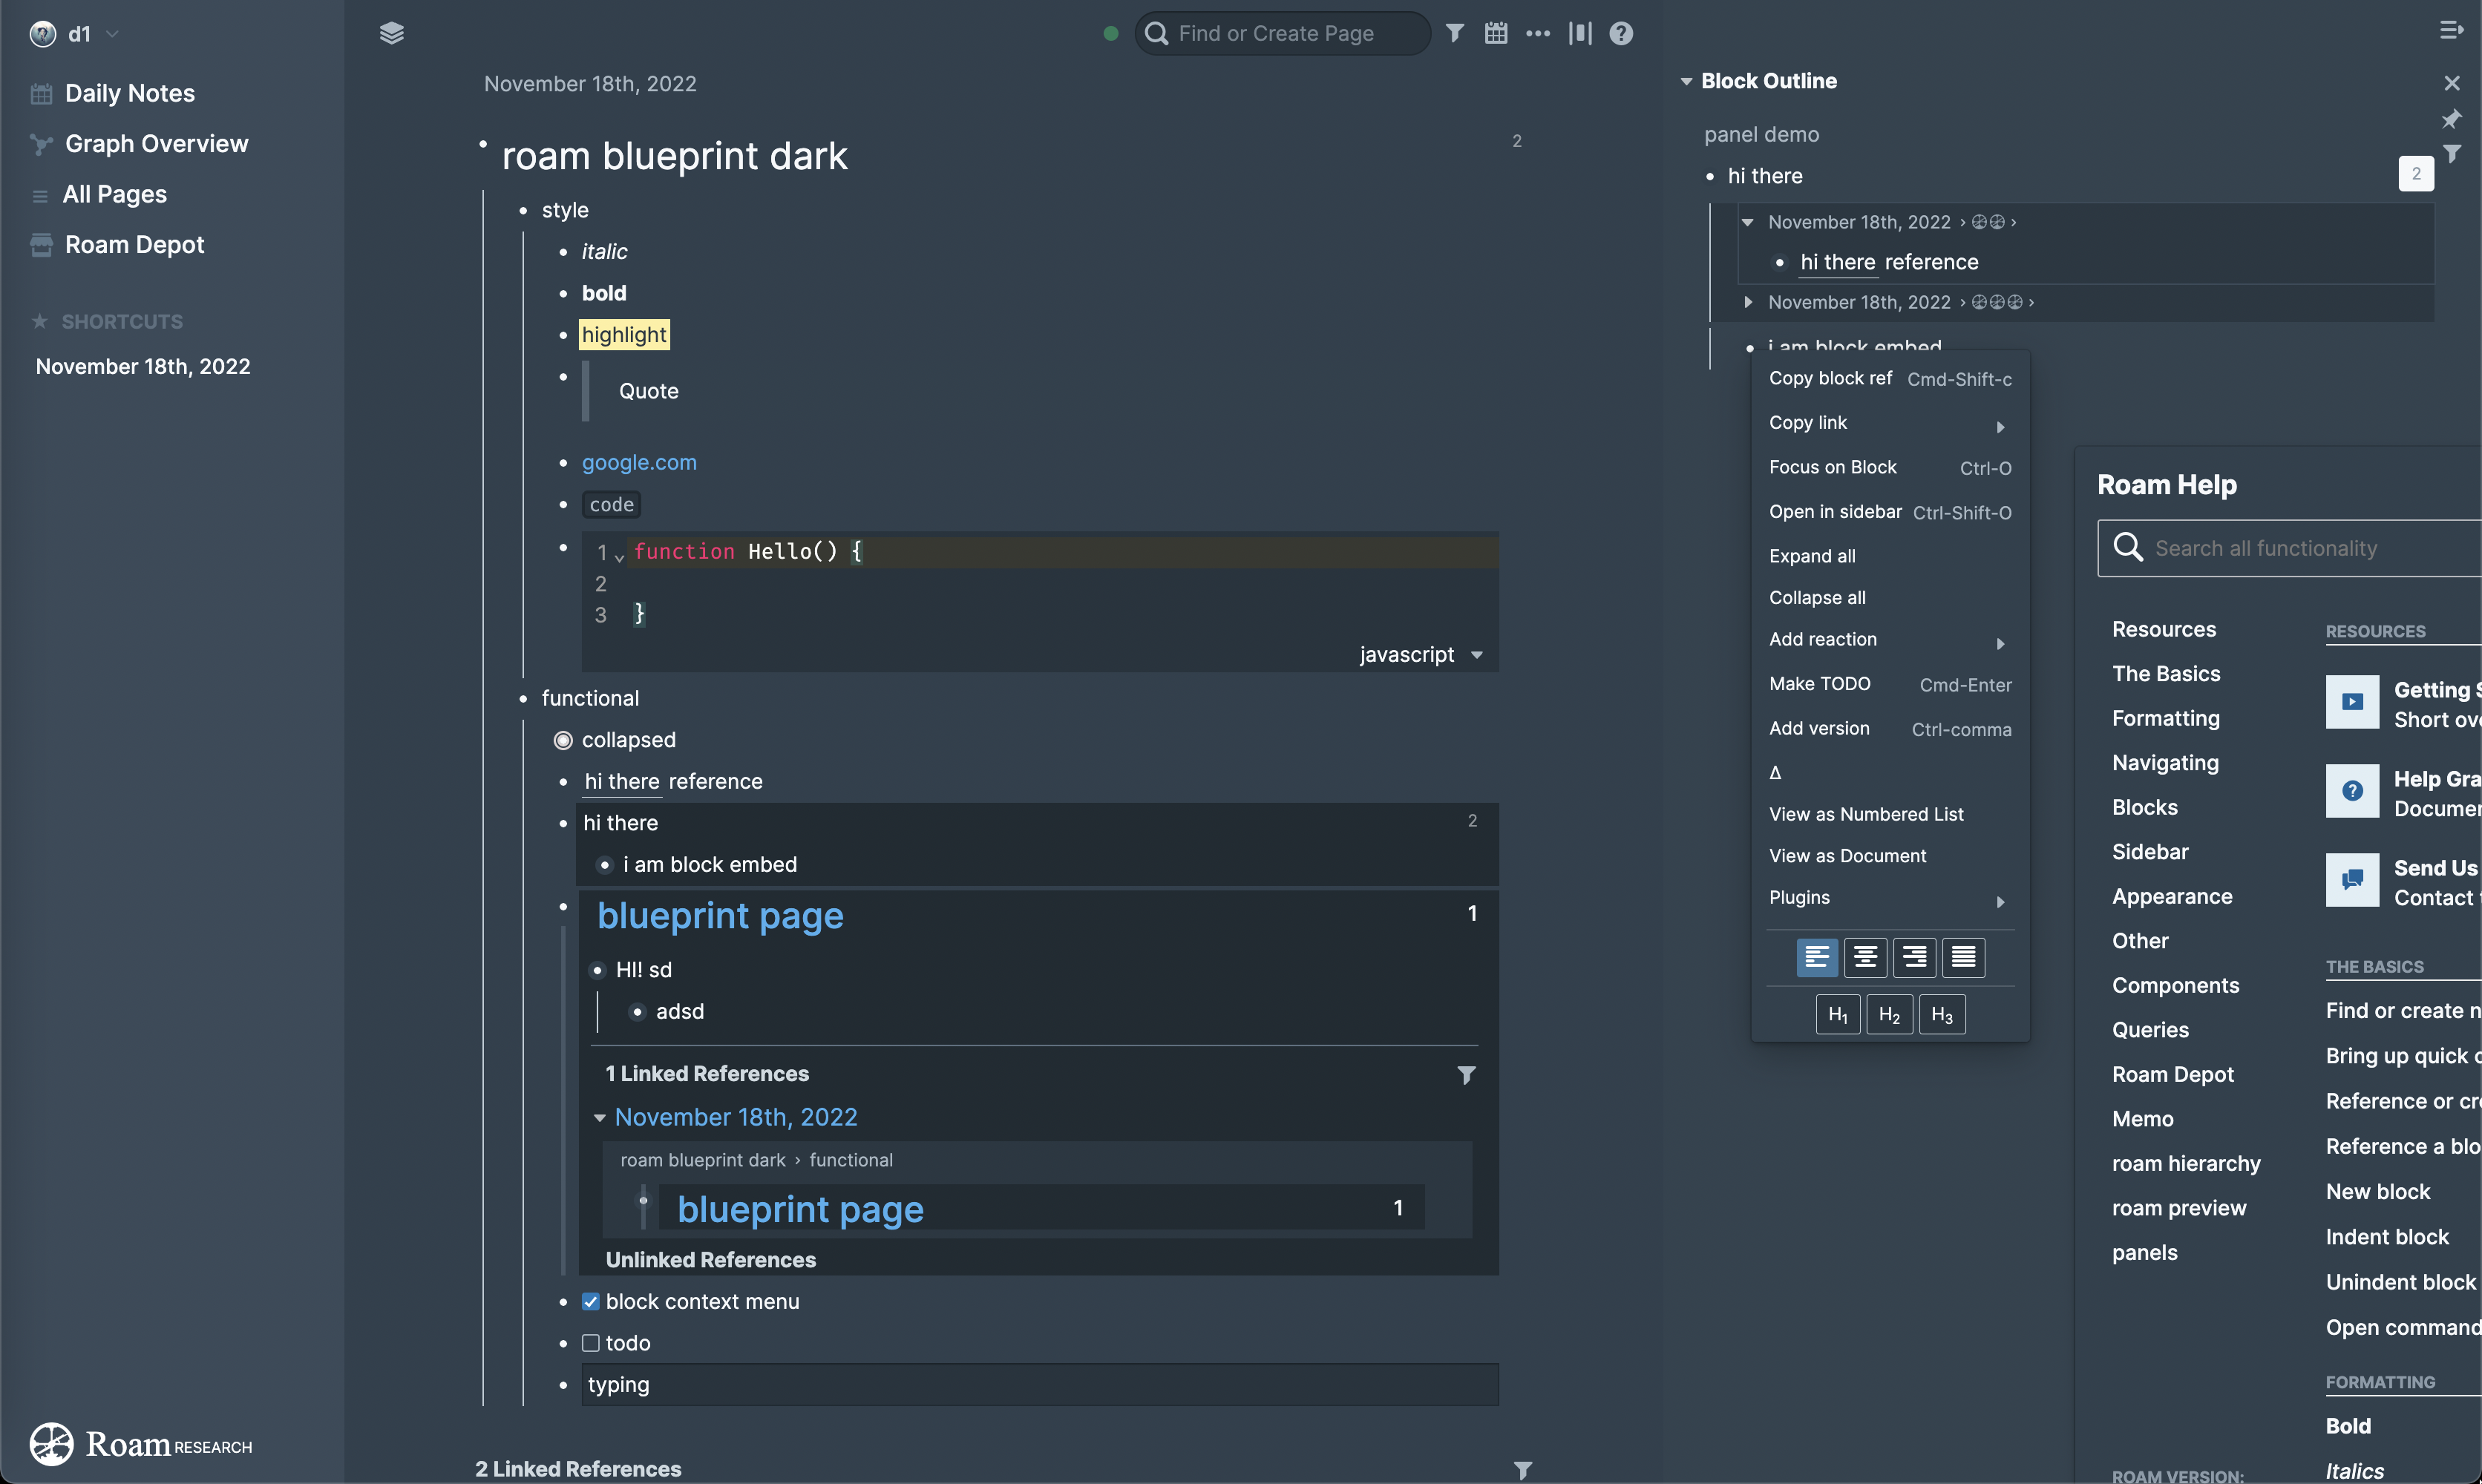 d1
Daily Notes
Graph Overview
All Pages
Roam Depot
SHORTCUTS
November 18th, 2022
Roam RESEARCH
Find or Create Page
November 18th, 2022
roam blueprint dark
2
style
italic
bold
highlight
Quote
google.com
code
1 function Hello() {
2
3 }
javascript
functional
collapsed
hi there reference
hi there
2
i am block embed
blueprint page
1
HI! sd
adsd
1 Linked References
November 18th, 2022
roam blueprint dark › functional
blueprint page
1
Unlinked References
block context menu
todo
typing
2 Linked References
Block Outline
panel demo
hi there
2
November 18th, 2022 › ›
hi there reference
November 18th, 2022 › ›
i am block embed
Copy block ref Cmd-Shift-c
Copy link
Focus on Block Ctrl-O
Open in sidebar Ctrl-Shift-O
Expand all
Collapse all
Add reaction
Make TODO Cmd-Enter
Add version Ctrl-comma
Δ
View as Numbered List
View as Document
Plugins
H1 H2 H3
Roam Help
Search all functionality
Resources
The Basics
Formatting
Navigating
Blocks
Sidebar
Appearance
Other
Components
Queries
Roam Depot
Memo
roam hierarchy
roam preview
panels
ROAM VERSION:
RESOURCES
Getting
Short
Help
Send Us
Contact
THE BASICS
Find or create
Bring up quick
Reference or
Reference a
New block
Indent block
Unindent block
Open
FORMATTING
Bold
Italics